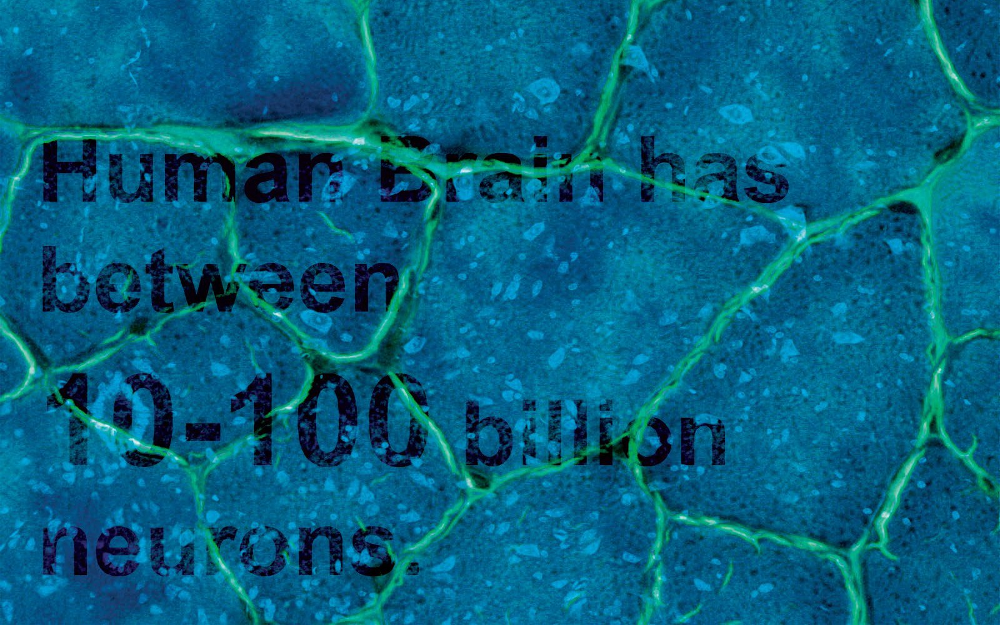 Human Brain has
between
10-100 billion
neurons.